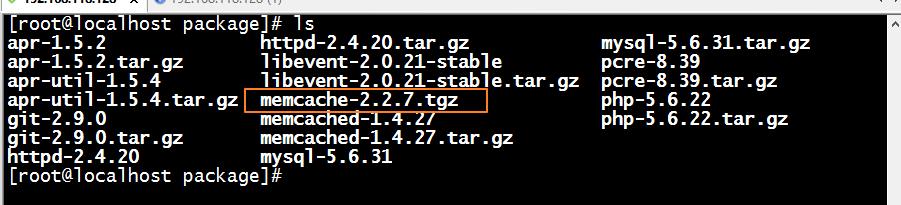 [root@localhost package]# ls
apr-1.5.2 httpd-2.4.20.tar.gz mysql-5.6.31.tar.gz
apr-1.5.2.tar.gz libevent-2.0.21-stable pcre-8.39
apr-util-1.5.4 libevent-2.0.21-stable.tar.gz pcre-8.39.tar.gz
apr-util-1.5.4.tar.gz memcache-2.2.7.tgz php-5.6.22
git-2.9.0 memcached-1.4.27 php-5.6.22.tar.gz
git-2.9.0.tar.gz memcached-1.4.27.tar.gz
httpd-2.4.20 mysql-5.6.31
[root@localhost package]#